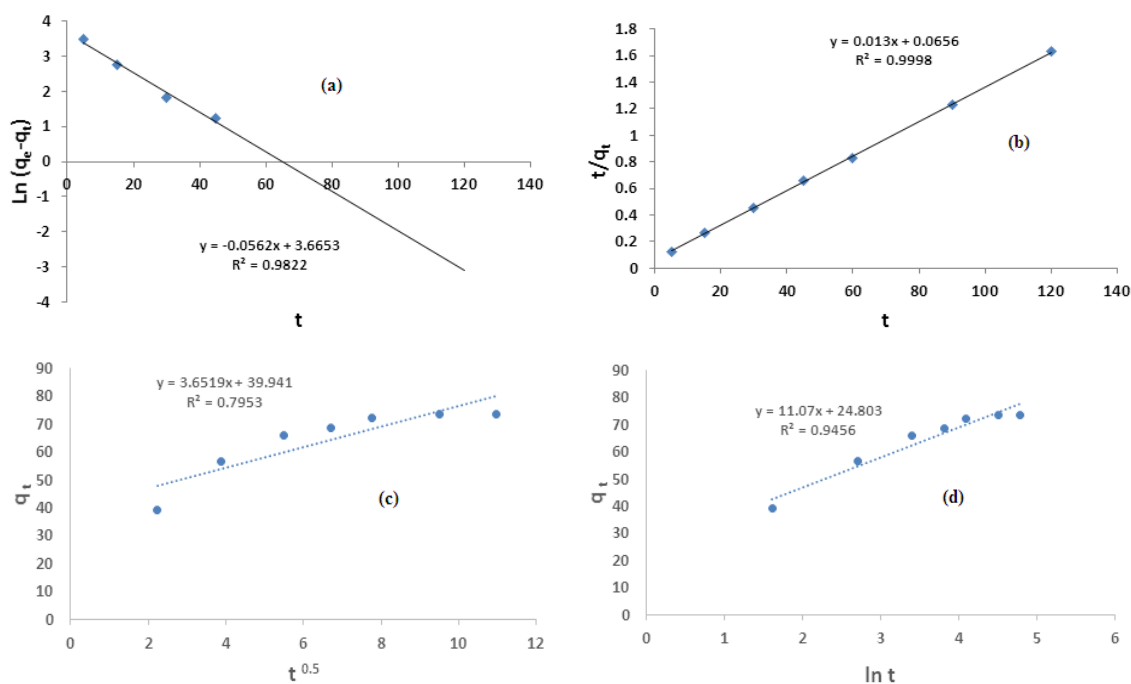 4
3
2
1
0
-1
-2
-3
-4
0 20 40 60 80 100 120 140
Ln (qe-qt)
t
(a)
y = -0.0562x + 3.6653
R² = 0.9822
1.8
1.6
1.4
1.2
1
0.8
0.6
0.4
0.2
0
0 20 40 60 80 100 120 140
t/qt
t
y = 0.013x + 0.0656
R² = 0.9998
(b)
90
80
70
60
50
40
30
20
10
0
0 2 4 6 8 10 12
q t
t 0.5
y = 3.6519x + 39.941
R² = 0.7953
(c)
90
80
70
60
50
40
30
20
10
0
0 1 2 3 4 5 6
q t
ln t
y = 11.07x + 24.803
R² = 0.9456
(d)